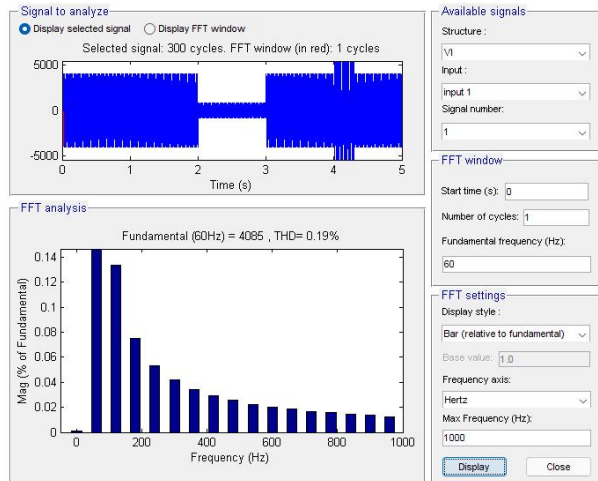 Signal to analyze
Display selected signal
Display FFT window
Selected signal: 300 cycles. FFT window (in red): 1 cycles
5000
0
-5000
0
1
2
3
4
5
Time (s)
FFT analysis
Fundamental (60Hz) = 4085 , THD= 0.19%
0.14
0.12
0.1
0.08
0.06
0.04
0.02
0
Mag (% of Fundamental)
0
200
400
600
800
1000
Frequency (Hz)
Available signals
Structure :
VI
Input :
input 1
Signal number:
1
FFT window
Start time (s): 0
Number of cycles: 1
Fundamental frequency (Hz):
60
FFT settings
Display style :
Bar (relative to fundamental)
Base value: 1.0
Frequency axis:
Hertz
Max Frequency (Hz):
1000
Display
Close